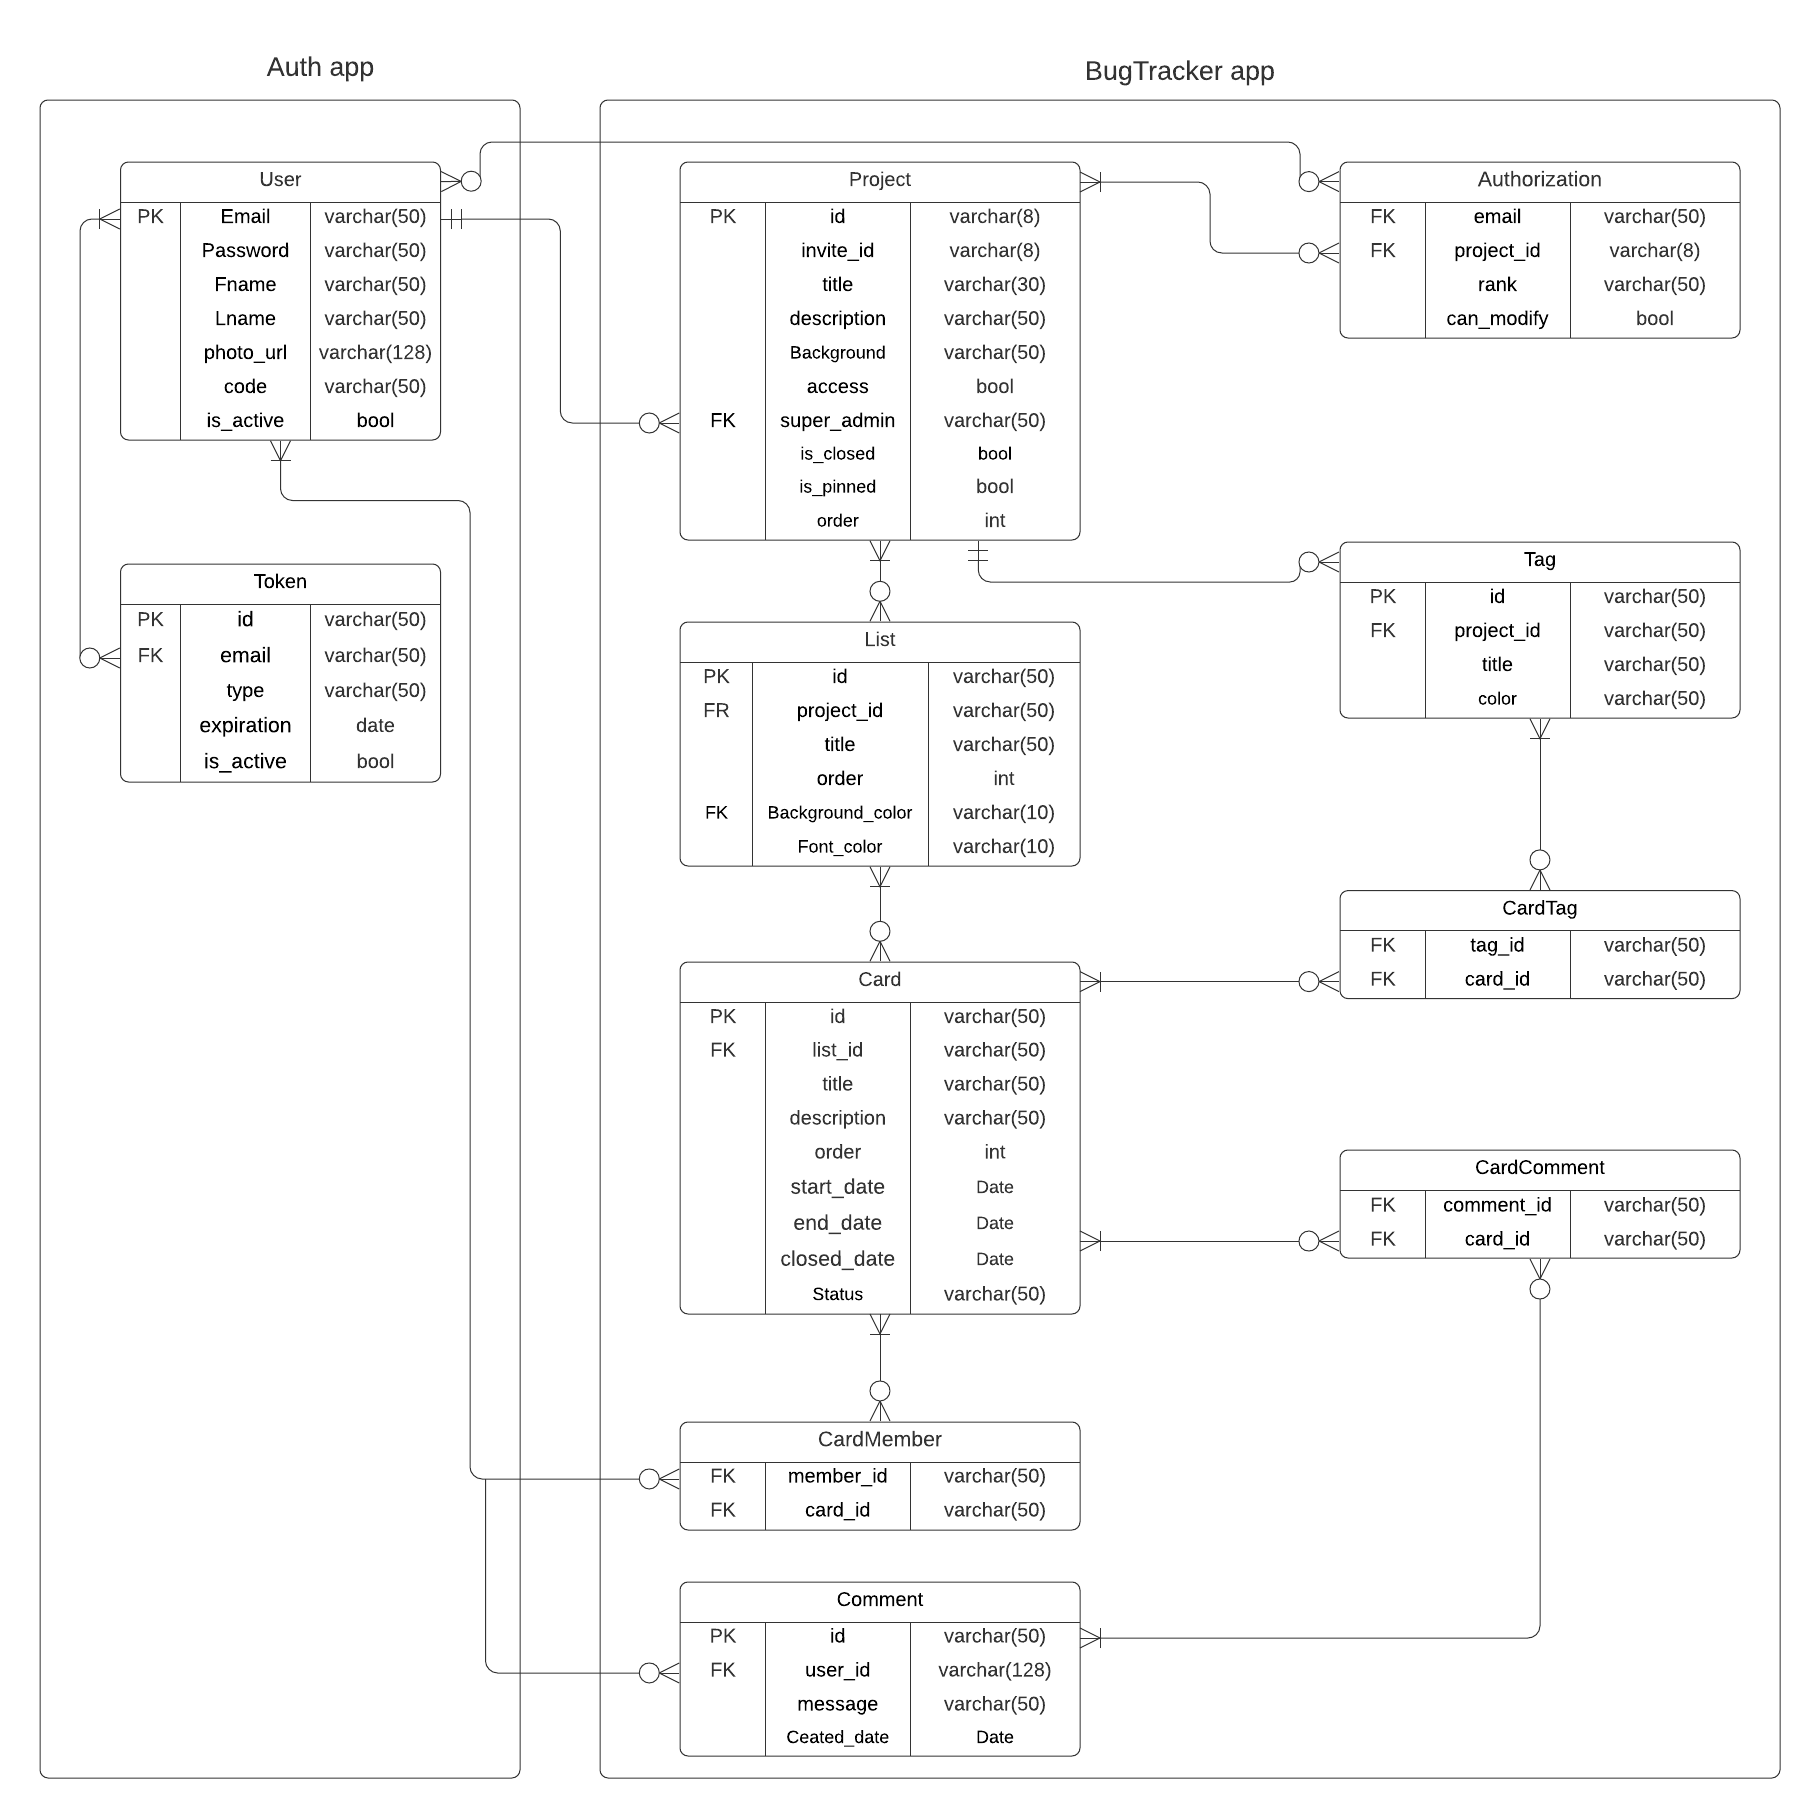 Auth app
BugTracker app
User
PK Email varchar(50)
Password varchar(50)
Fname varchar(50)
Lname varchar(50)
photo_url varchar(128)
code varchar(50)
is_active bool
Token
PK id varchar(50)
FK email varchar(50)
type varchar(50)
expiration date
is_active bool
Project
PK id varchar(8)
invite_id varchar(8)
title varchar(30)
description varchar(50)
Background varchar(50)
access bool
FK super_admin varchar(50)
is_closed bool
is_pinned bool
order int
Authorization
FK email varchar(50)
FK project_id varchar(8)
rank varchar(50)
can_modify bool
List
PK id varchar(50)
FR project_id varchar(50)
title varchar(50)
order int
FK Background_color varchar(10)
Font_color varchar(10)
Tag
PK id varchar(50)
FK project_id varchar(50)
title varchar(50)
color varchar(50)
CardTag
FK tag_id varchar(50)
FK card_id varchar(50)
Card
PK id varchar(50)
FK list_id varchar(50)
title varchar(50)
description varchar(50)
order int
start_date Date
end_date Date
closed_date Date
Status varchar(50)
CardComment
FK comment_id varchar(50)
FK card_id varchar(50)
CardMember
FK member_id varchar(50)
FK card_id varchar(50)
Comment
PK id varchar(50)
FK user_id varchar(128)
message varchar(50)
Ceated_date Date